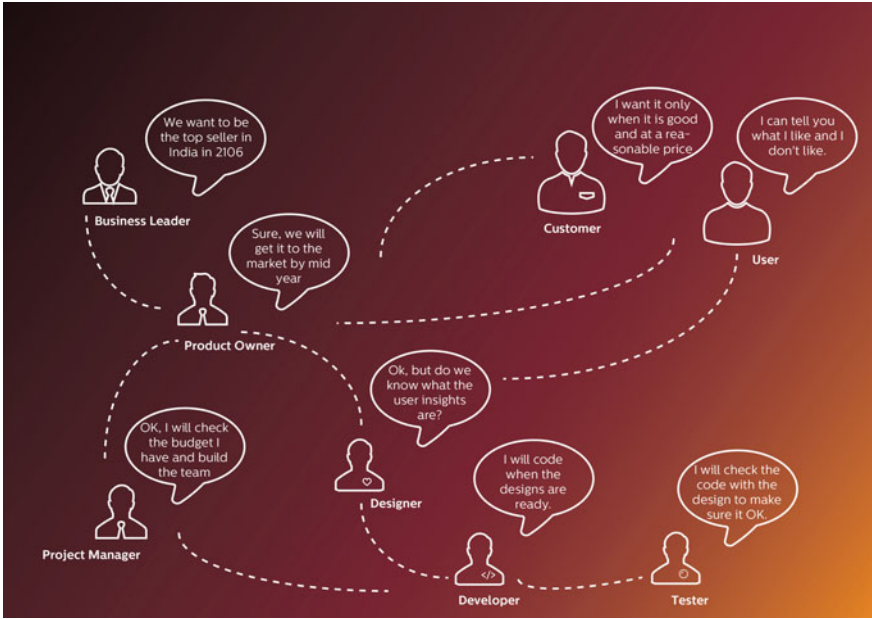 We want to be
the top seller in
India in 2106
Business Leader
I want it only
when it is good
and at a rea-
sonable price
Customer
I can tell you
what I like and I
don't like.
User
Sure, we will
get it to the
market by mid
year
Product Owner
Ok, but do we
know what the
user insights
are?
Designer
OK, I will check
the budget I
have and build
the team
Project Manager
I will code
when the
designs are
ready.
</>
Developer
I will check the
code with the
design to make
sure it OK.
Tester